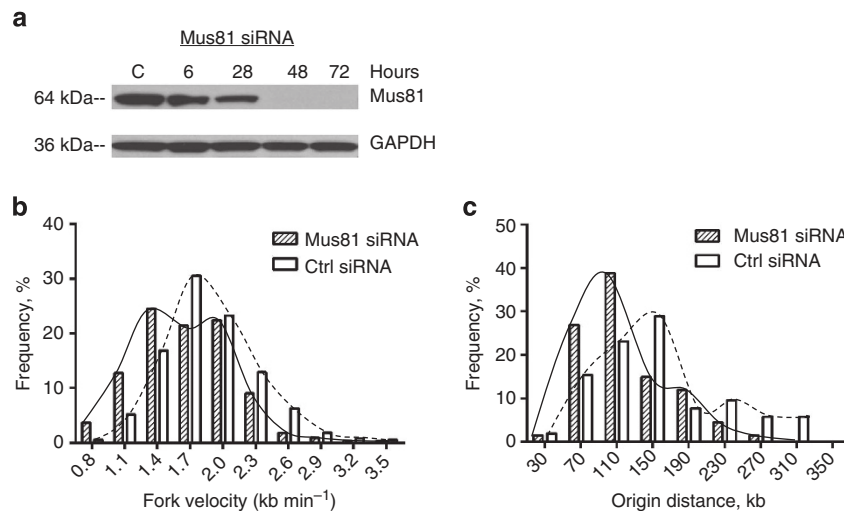 a
Mus81 siRNA
C 6 28 48 72 Hours
64 kDa-- Mus81
36 kDa-- GAPDH
b
40
30
20
10
0
Frequency, %
Mus81 siRNA
Ctrl siRNA
0.8 1.1 1.4 1.7 2.0 2.3 2.6 2.9 3.2 3.5
Fork velocity (kb min⁻¹)
c
50
40
30
20
10
0
Frequency, %
Mus81 siRNA
Ctrl siRNA
30 70 110 150 190 230 270 310 350
Origin distance, kb